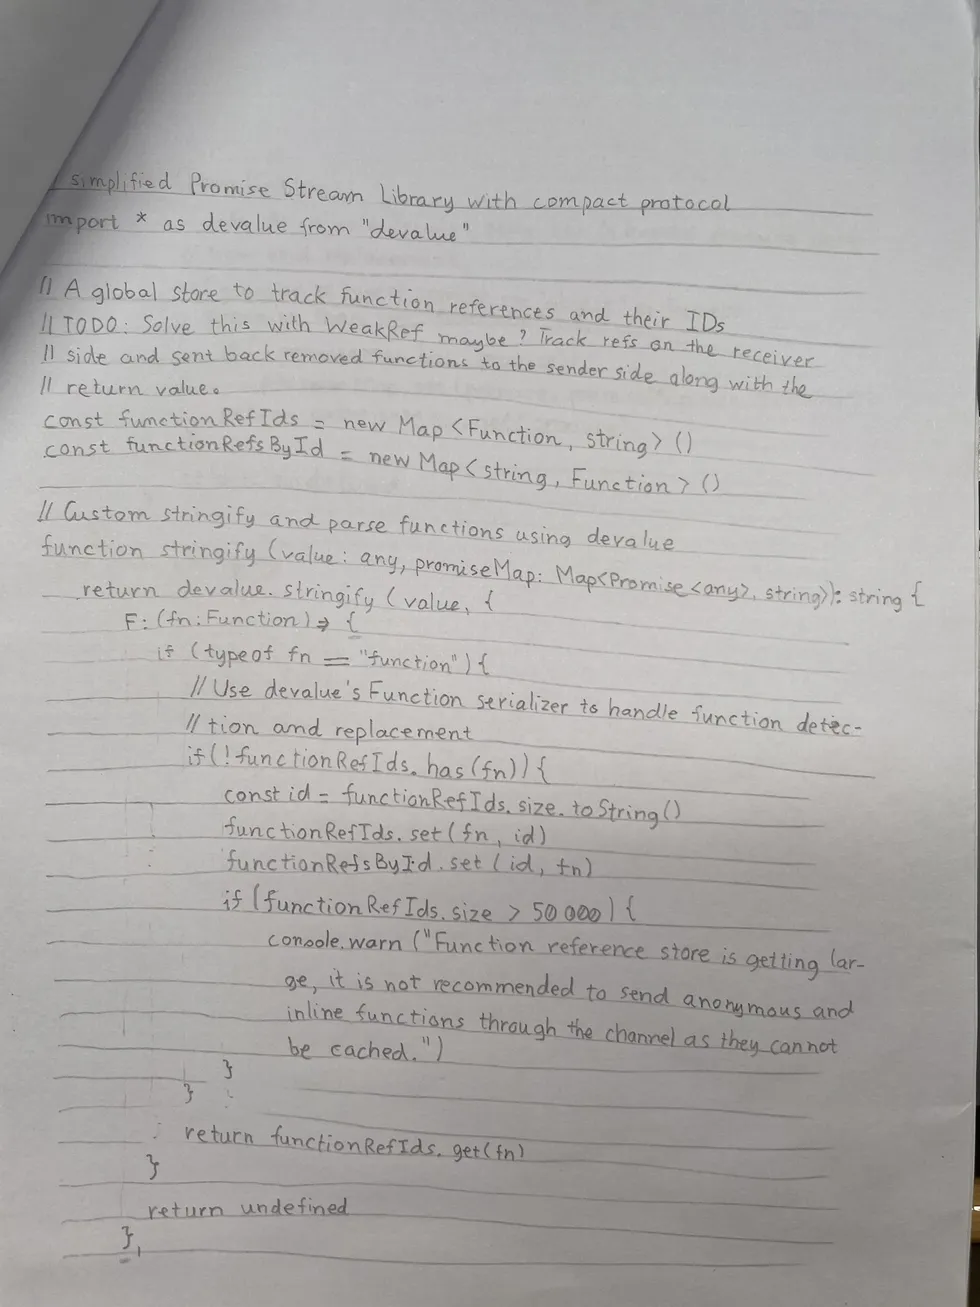 / simplified Promise Stream Library with compact protocol
import * as devalue from "devalue"
// A global store to track function references and their IDs
// TODO: Solve this with WeakRef maybe? Track refs on the receiver
// side and sent back removed functions to the sender side along with the
// return value.
const functionRefIds = new Map<Function, string>()
const functionRefsById = new Map<string, Function>()
// Custom stringify and parse functions using devalue
function stringify(value: any, promiseMap: Map<Promise<any>, string>): string {
return devalue.stringify(value, {
F: (fn: Function) => {
if (typeof fn == "function") {
// Use devalue's Function serializer to handle function detec-
// tion and replacement
if(!functionRefIds.has(fn)) {
const id = functionRefIds.size.toString()
functionRefIds.set(fn, id)
functionRefsById.set(id, fn)
if (functionRefIds.size > 50000) {
console.warn("Function reference store is getting lar-
ge, it is not recommended to send anonymous and
inline functions through the channel as they cannot
be cached.")
}
}
return functionRefIds.get(fn)
}
return undefined
},